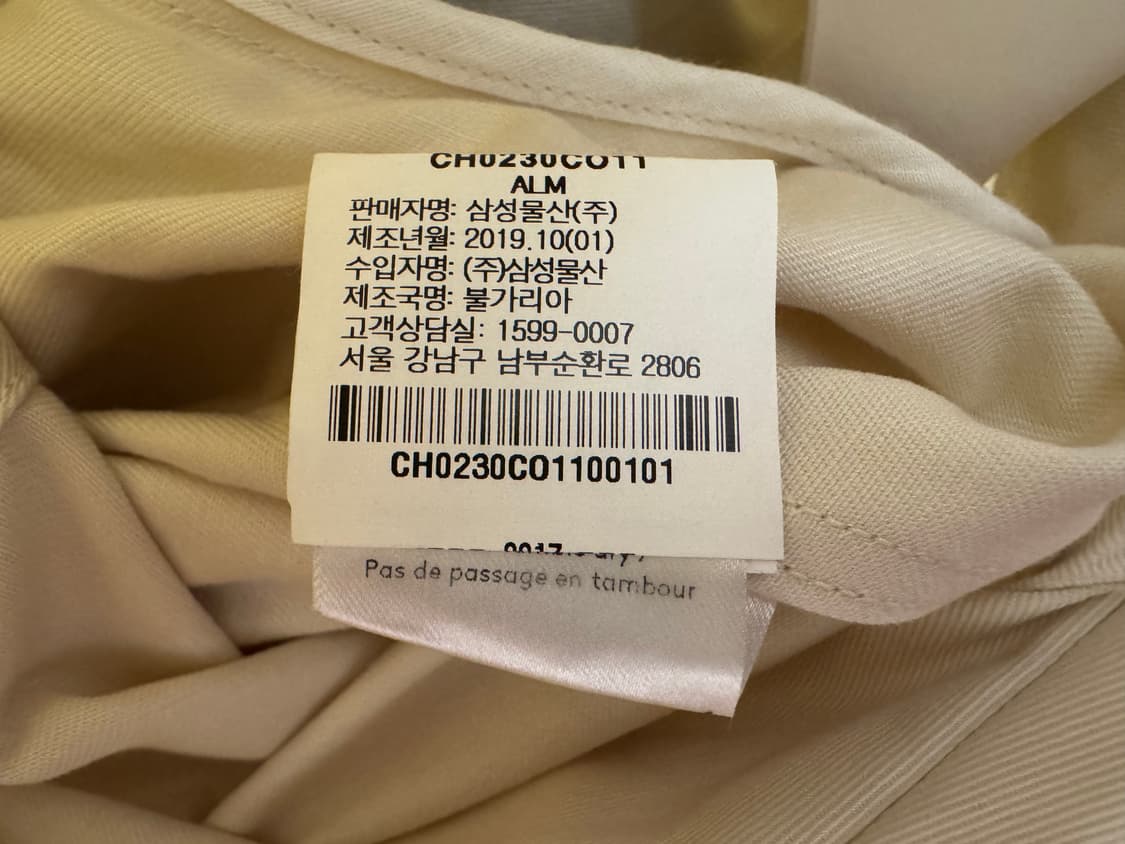 CH0230CO11
ALM
판매자명: 삼성물산(주)
제조년월: 2019.10(01)
수입자명: (주)삼성물산
제조국명: 불가리아
고객상담실: 1599-0007
서울 강남구 남부순환로 2806
CH0230CO1100101
Pas de passage en tambour